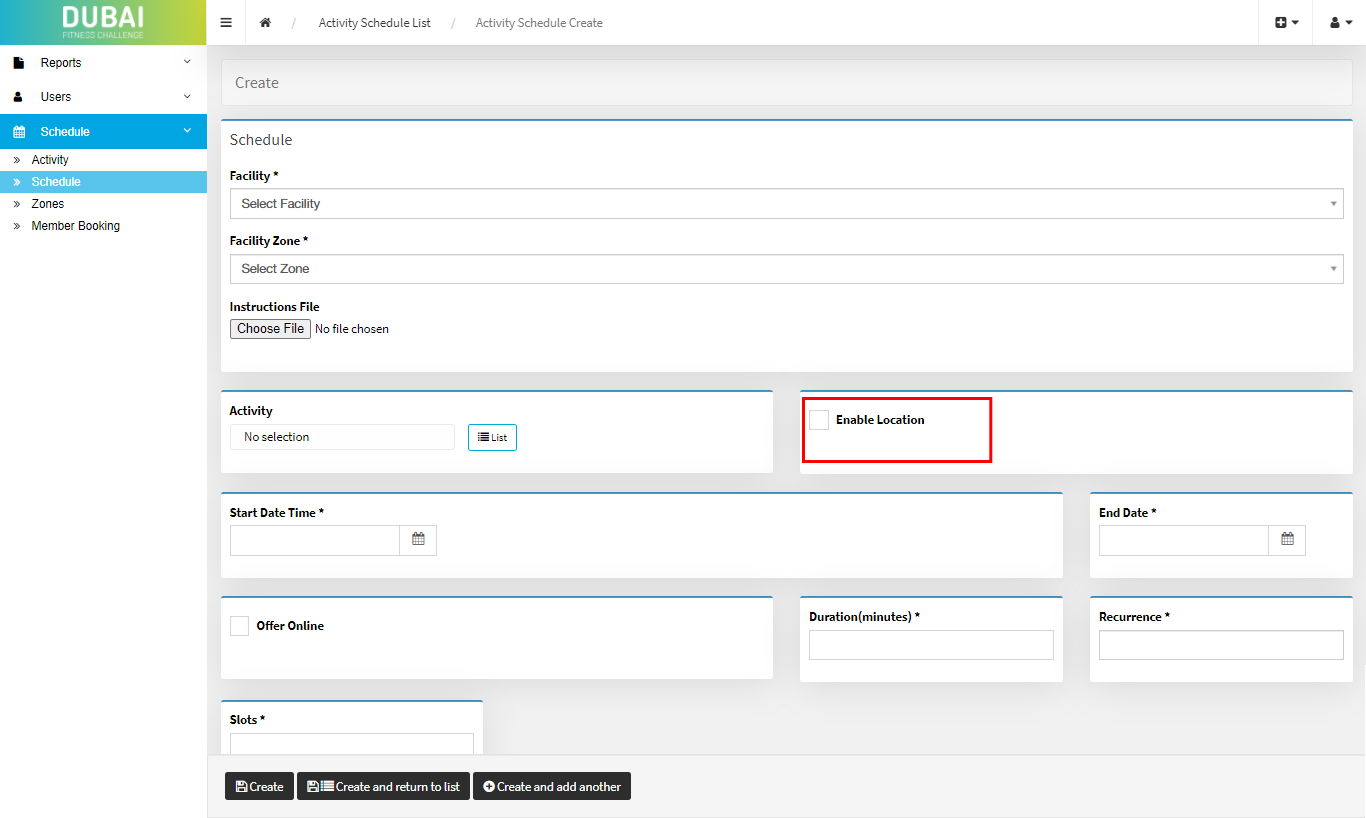 DUBAI
FITNESS CHALLENGE
/ Activity Schedule List / Activity Schedule Create
Reports
Users
Schedule
Activity
Schedule
Zones
Member Booking
Create
Schedule
Facility *
Select Facility
Facility Zone *
Select Zone
Instructions File
Choose File No file chosen
Activity
No selection List
Enable Location
Start Date Time *
End Date *
Offer Online
Duration(minutes) *
Recurrence *
Slots *
Create Create and return to list Create and add another